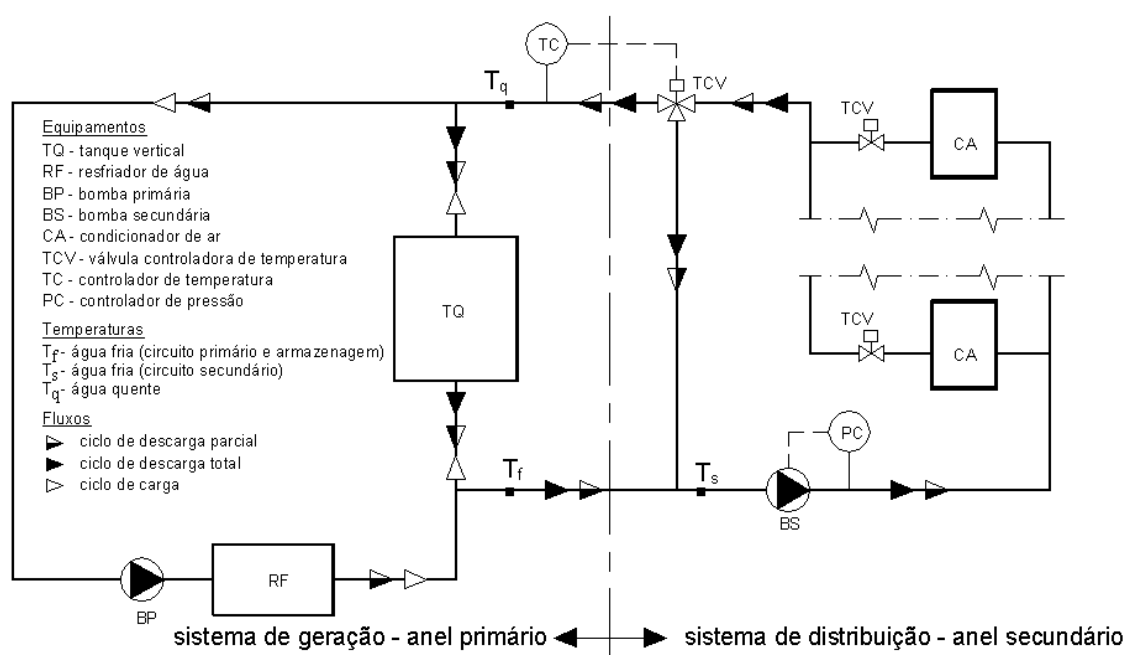 TC
Tq
TCV
Equipamentos
TQ - tanque vertical
RF - resfriador de água
BP - bomba primária
BS - bomba secundária
CA - condicionador de ar
TCV - válvula controladora de temperatura
TC - controlador de temperatura
PC - controlador de pressão
Temperaturas
Tf - água fria (circuito primário e armazenagem)
Ts - água fria (circuito secundário)
Tq - água quente
Fluxos
ciclo de descarga parcial
ciclo de descarga total
ciclo de carga
TQ
TCV
CA
TCV
CA
PC
Tf
Ts
BS
RF
BP
sistema de geração - anel primário
sistema de distribuição - anel secundário